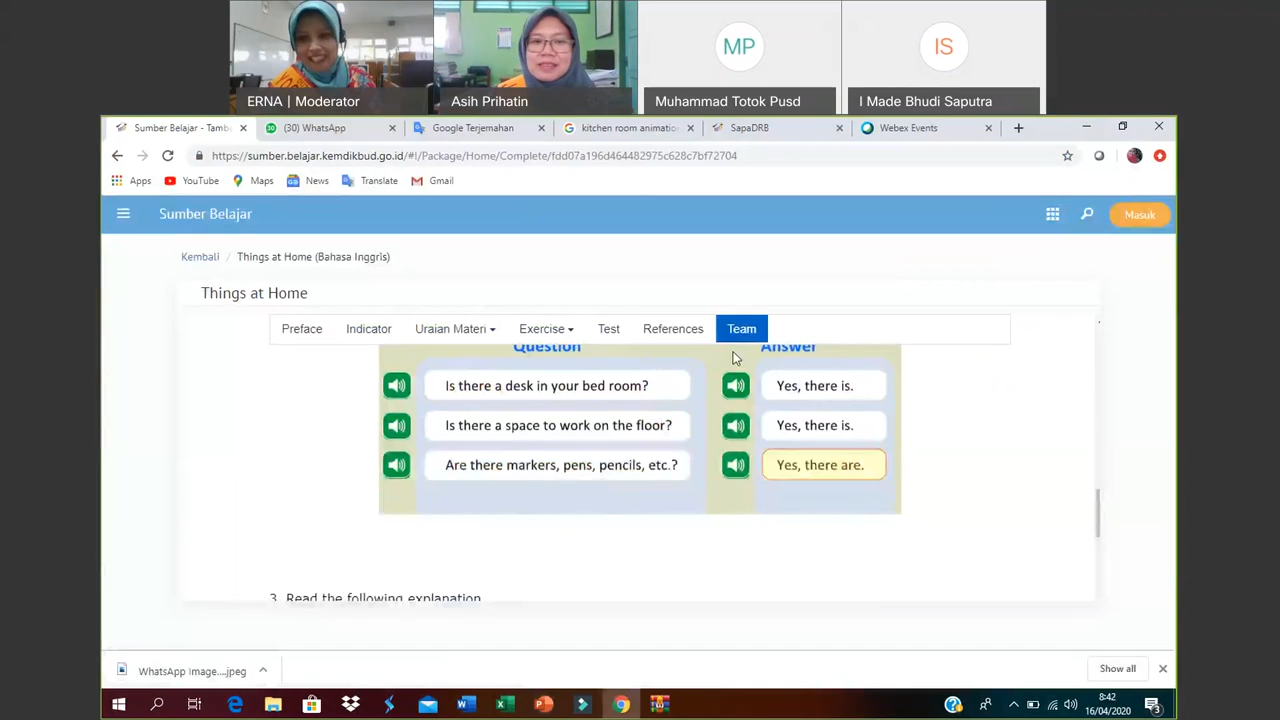 MP
IS
ERNA | Moderator
Asih Prihatin
Muhammad Totok Pusd
I Made Bhudi Saputra
Sumber Belajar - Tamb
(30) WhatsApp
Google Terjemahan
kitchen room animatio
SapaDRB
Webex Events
https://sumber.belajar.kemdikbud.go.id/#!/Package/Home/Complete/fdd07a196d464482975c628c7bf72704
Apps
YouTube
Maps
News
Translate
Gmail
Sumber Belajar
Masuk
Kembali / Things at Home (Bahasa Inggris)
Things at Home
Preface
Indicator
Uraian Materi
Exercise
Test
References
Team
Question
Answer
Is there a desk in your bed room?
Yes, there is.
Is there a space to work on the floor?
Yes, there is.
Are there markers, pens, pencils, etc.?
Yes, there are.
3. Read the following explanation
WhatsApp Image....jpeg
Show all
8:42
16/04/2020